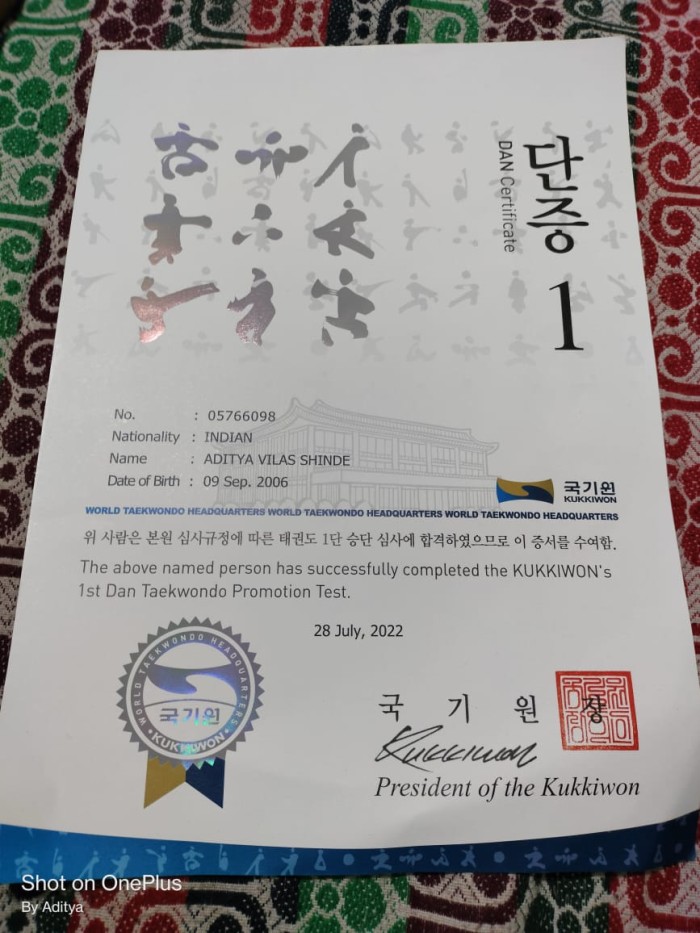 단증 1
DAN Certificate
No. : 05766098
Nationality : INDIAN
Name : ADITYA VILAS SHINDE
Date of Birth : 09 Sep. 2006
국기원
KUKKIWON
WORLD TAEKWONDO HEADQUARTERS WORLD TAEKWONDO HEADQUARTERS WORLD TAEKWONDO HEADQUARTERS
위 사람은 본원 심사규정에 따른 태권도 1단 승단 심사에 합격하였으므로 이 증서를 수여함.
The above named person has successfully completed the KUKKIWON's
1st Dan Taekwondo Promotion Test.
28 July, 2022
WORLD TAEKWONDO HEADQUARTERS
국기원
KUKKIWON
국 기 원 장
Kukkiwon
President of the Kukkiwon
Shot on OnePlus
By Aditya